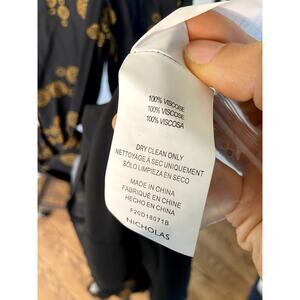 100% VISCOSE
100% VISCOSE
100% VISCOSA
DRY CLEAN ONLY
NETTOYAGE À SEC UNIQUEMENT
SÓLO LIMPIEZA EN SECO
MADE IN CHINA
FABRIQUÉ EN CHINE
HECHO EN CHINA
F20D18071B
NICHOLAS